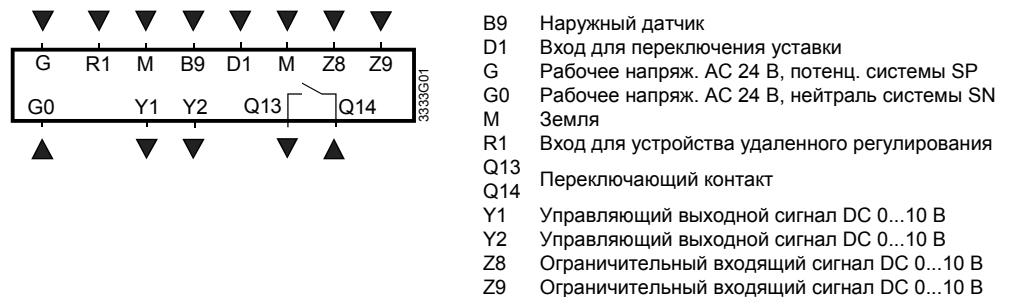 G R1 M B9 D1 M Z8 Z9
G0 Y1 Y2 Q13 Q14
3333G01
B9 Наружный датчик
D1 Вход для переключения уставки
G Рабочее напряж. AC 24 В, потенц. системы SP
G0 Рабочее напряж. AC 24 В, нейтраль системы SN
M Земля
R1 Вход для устройства удаленного регулирования
Q13
Q14 Переключающий контакт
Y1 Управляющий выходной сигнал DC 0...10 В
Y2 Управляющий выходной сигнал DC 0...10 В
Z8 Ограничительный входящий сигнал DC 0...10 В
Z9 Ограничительный входящий сигнал DC 0...10 В